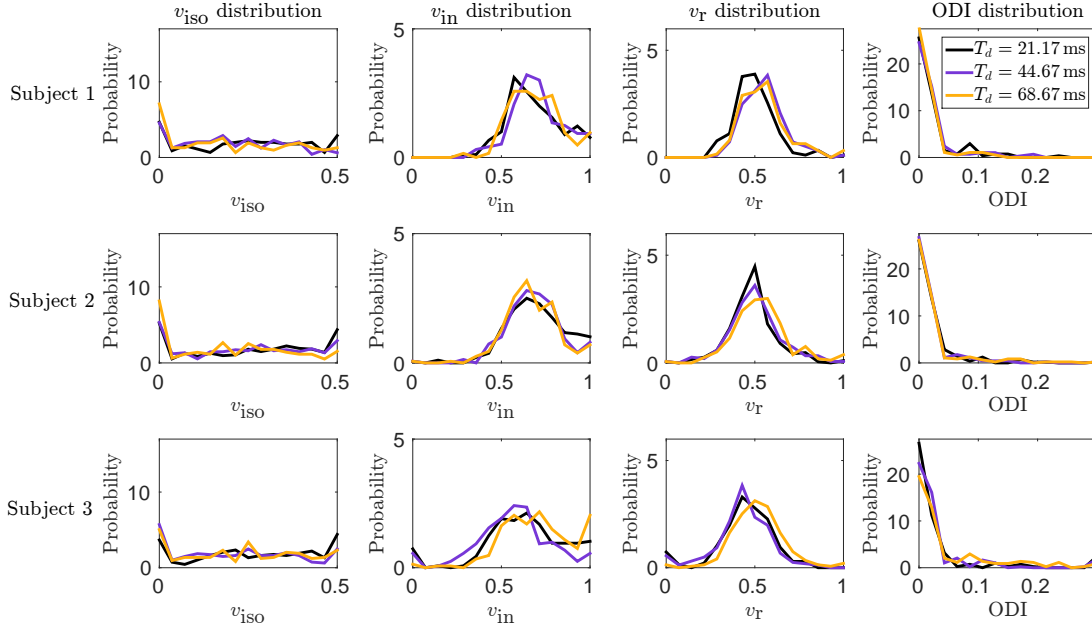 v_iso distribution
v_in distribution
v_r distribution
ODI distribution
Subject 1
Probability
10
0
0
0.5
v_iso
Probability
5
0
0
0.5
1
v_in
Probability
5
0
0
0.5
1
v_r
Probability
20
10
0
0
0.1
0.2
ODI
T_d = 21.17 ms
T_d = 44.67 ms
T_d = 68.67 ms
Subject 2
Probability
10
0
0
0.5
v_iso
Probability
5
0
0
0.5
1
v_in
Probability
5
0
0
0.5
1
v_r
Probability
20
10
0
0
0.1
0.2
ODI
Subject 3
Probability
10
0
0
0.5
v_iso
Probability
5
0
0
0.5
1
v_in
Probability
5
0
0
0.5
1
v_r
Probability
20
10
0
0
0.1
0.2
ODI